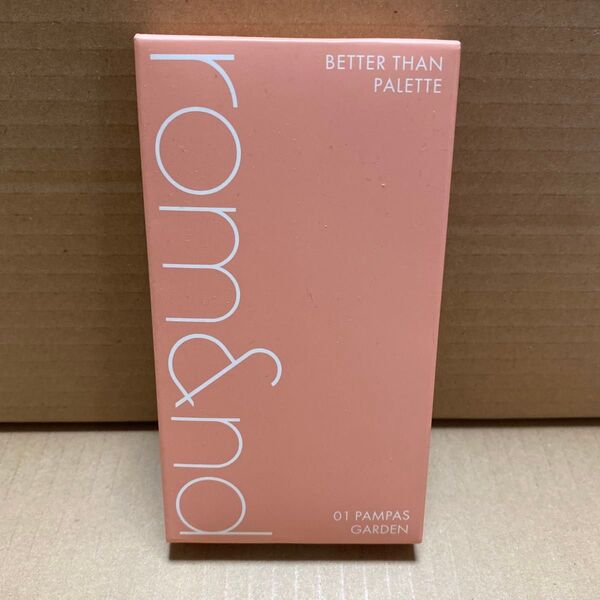 rom&nd
BETTER THAN
PALETTE
01 PAMPAS
GARDEN